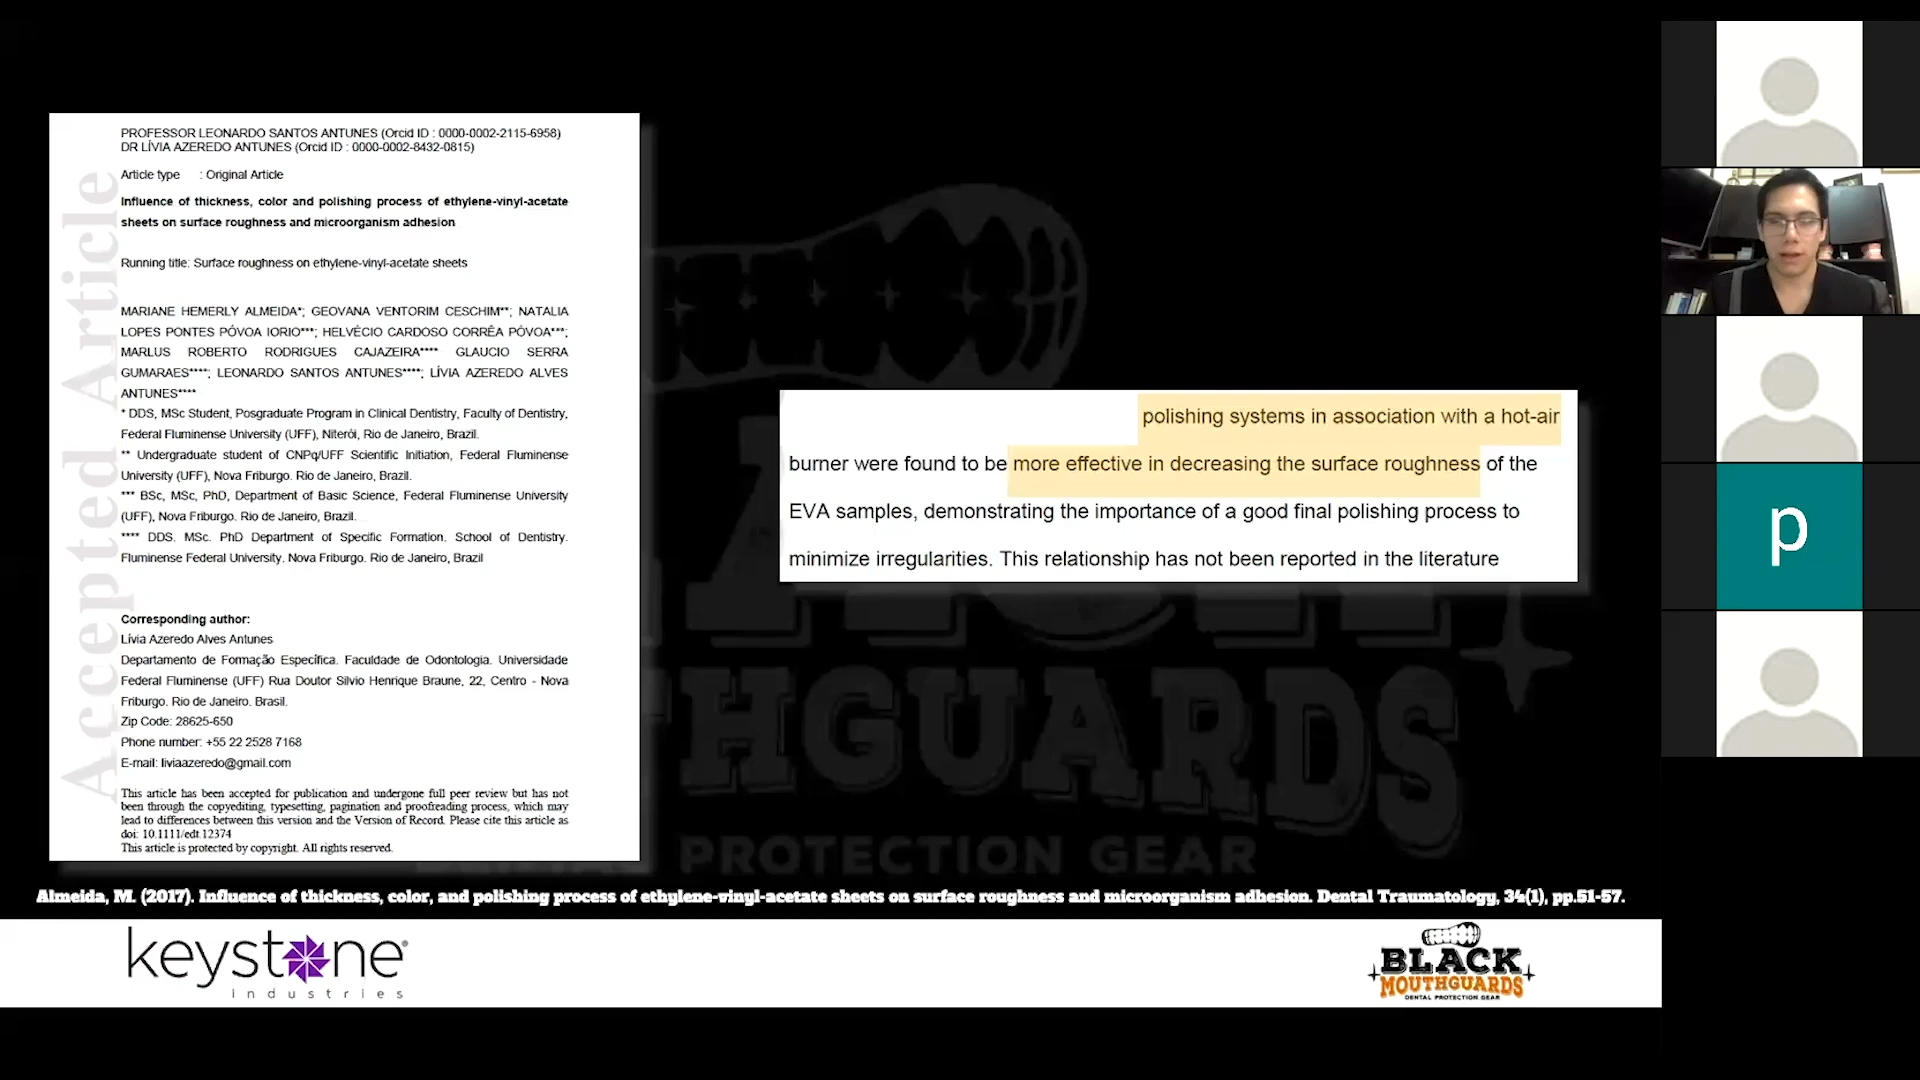 PROFESSOR LEONARDO SANTOS ANTUNES (Orcid ID : 0000-0002-2115-6958)
DR LÍVIA AZEREDO ANTUNES (Orcid ID : 0000-0002-8432-0815)
Article type : Original Article
Influence of thickness, color and polishing process of ethylene-vinyl-acetate
sheets on surface roughness and microorganism adhesion
Running title: Surface roughness on ethylene-vinyl-acetate sheets
MARIANE HEMERLY ALMEIDA*; GEOVANA VENTORIM CESCHIM**; NATALIA
LOPES PONTES PÓVOA IORIO***; HELVÉCIO CARDOSO CORRÊA PÓVOA***;
MARLUS ROBERTO RODRIGUES CAJAZEIRA**** GLAUCIO SERRA
GUMARAES****; LEONARDO SANTOS ANTUNES****; LÍVIA AZEREDO ALVES
ANTUNES****
* DDS, MSc Student, Posgraduate Program in Clinical Dentistry, Faculty of Dentistry,
Federal Fluminense University (UFF), Niterói, Rio de Janeiro, Brazil.
** Undergraduate student of CNPq/UFF Scientific Initiation, Federal Fluminense
University (UFF), Nova Friburgo. Rio de Janeiro, Brazil.
*** BSc, MSc, PhD, Department of Basic Science, Federal Fluminense University
(UFF), Nova Friburgo. Rio de Janeiro, Brazil.
**** DDS. MSc. PhD Department of Specific Formation. School of Dentistry.
Fluminense Federal University. Nova Friburgo. Rio de Janeiro, Brazil
Corresponding author:
Lívia Azeredo Alves Antunes
Departamento de Formação Específica. Faculdade de Odontologia. Universidade
Federal Fluminense (UFF) Rua Doutor Silvio Henrique Braune, 22, Centro - Nova
Friburgo. Rio de Janeiro. Brasil.
Zip Code: 28625-650
Phone number: +55 22 2528 7168
E-mail: liviaazeredo@gmail.com
This article has been accepted for publication and undergone full peer review but has not
been through the copyediting, typesetting, pagination and proofreading process, which may
lead to differences between this version and the Version of Record. Please cite this article as
doi: 10.1111/edt.12374
This article is protected by copyright. All rights reserved.
Accepted Article
polishing systems in association with a hot-air
burner were found to be more effective in decreasing the surface roughness of the
EVA samples, demonstrating the importance of a good final polishing process to
minimize irregularities. This relationship has not been reported in the literature
HGUARDS
PROTECTION GEAR
Almeida, M. (2017). Influence of thickness, color, and polishing process of ethylene-vinyl-acetate sheets on surface roughness and microorganism adhesion. Dental Traumatology, 34(1), pp.51-57.
keystone
industries
BLACK
MOUTHGUARDS
DENTAL PROTECTION GEAR
p